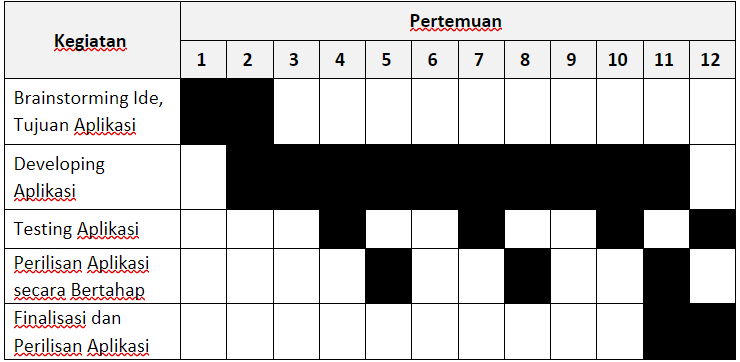 Kegiatan
Pertemuan
1 2 3 4 5 6 7 8 9 10 11 12
Brainstorming Ide,
Tujuan Aplikasi
Developing
Aplikasi
Testing Aplikasi
Perilisan Aplikasi
secara Bertahap
Finalisasi dan
Perilisan Aplikasi